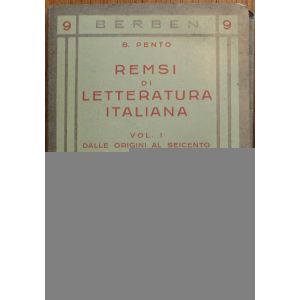 9 BERBEN 9
B. PENTO
REMSI
DI
LETTERATURA
ITALIANA
VOL. I
DALLE ORIGINI AL SEICENTO